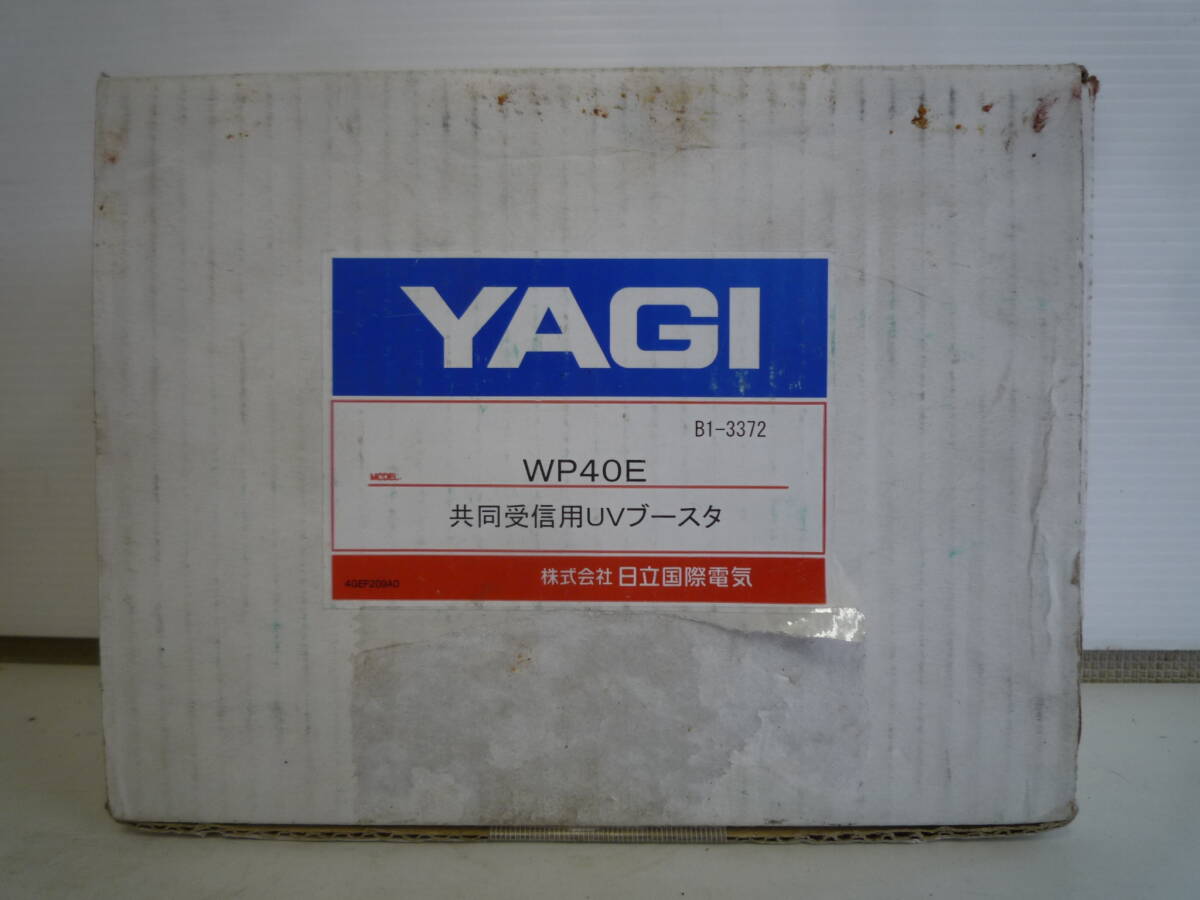 YAGI
B1-3372
MODEL WP40E
共同受信用UVブースタ
4GEP209AD 株式会社 日立国際電気